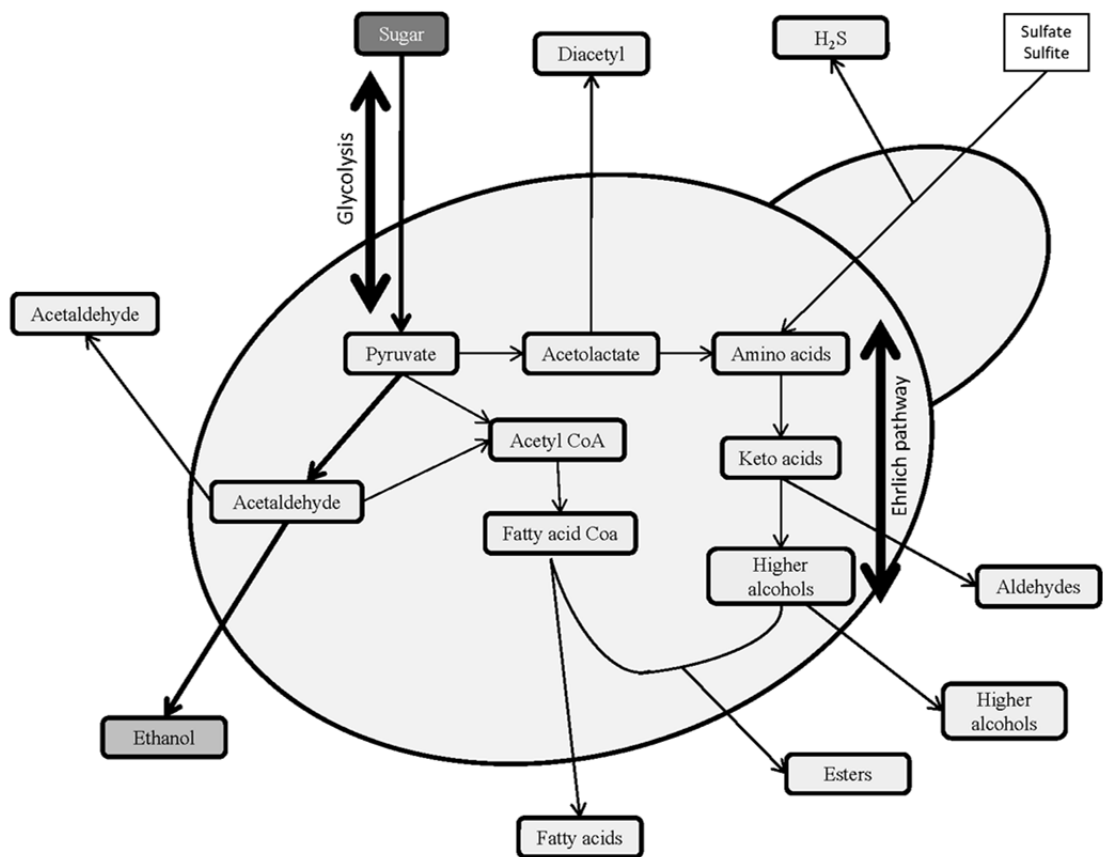 Sugar
Diacetyl
H₂S
Sulfate
Sulfite
Glycolysis
Acetaldehyde
Pyruvate
Acetolactate
Amino acids
Acetyl CoA
Keto acids
Ehrlich pathway
Acetaldehyde
Fatty acid Coa
Higher
alcohols
Aldehydes
Higher
alcohols
Ethanol
Esters
Fatty acids